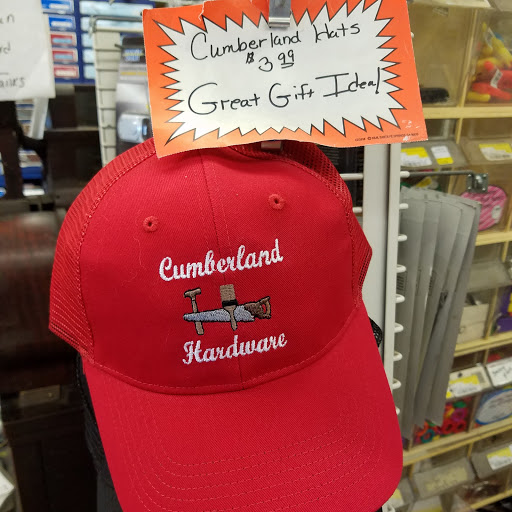 Cumberland Hats
$3.99
Great Gift Idea!
Cumberland
Hardware